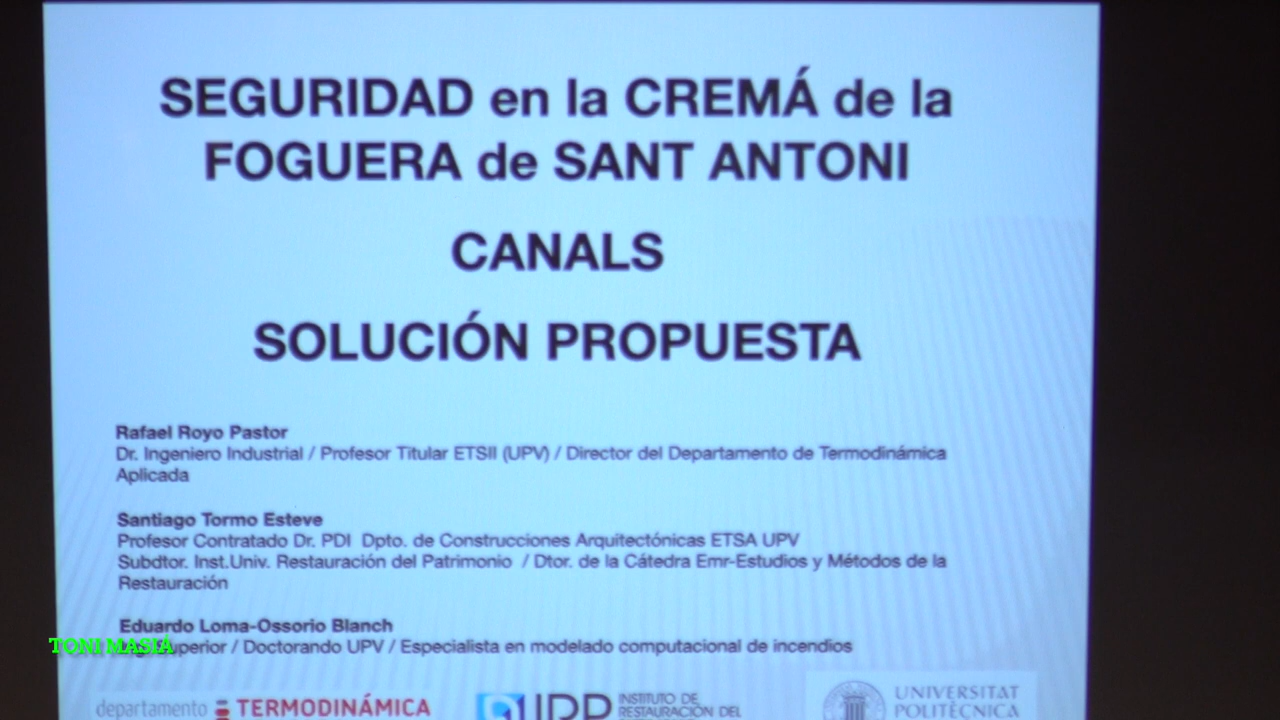 SEGURIDAD en la CREMÁ de la
FOGUERA de SANT ANTONI
CANALS
SOLUCIÓN PROPUESTA
Rafael Royo Pastor
Dr. Ingeniero Industrial / Profesor Titular ETSII (UPV) / Director del Departamento de Termodinámica
Aplicada
Santiago Tormo Esteve
Profesor Contratado Dr. PDI Dpto. de Construcciones Arquitectónicas ETSA UPV
Subdtor. Inst.Univ. Restauración del Patrimonio / Dtor. de la Cátedra Emr-Estudios y Métodos de la
Restauración
Eduardo Loma-Ossorio Blanch
TONI MASIÁ
Superior / Doctorando UPV / Especialista en modelado computacional de incendios
departamento TERMODINÁMICA
IRP INSTITUTO DE
RESTAURACIÓN DEL
UNIVERSITAT
POLITÈCNICA